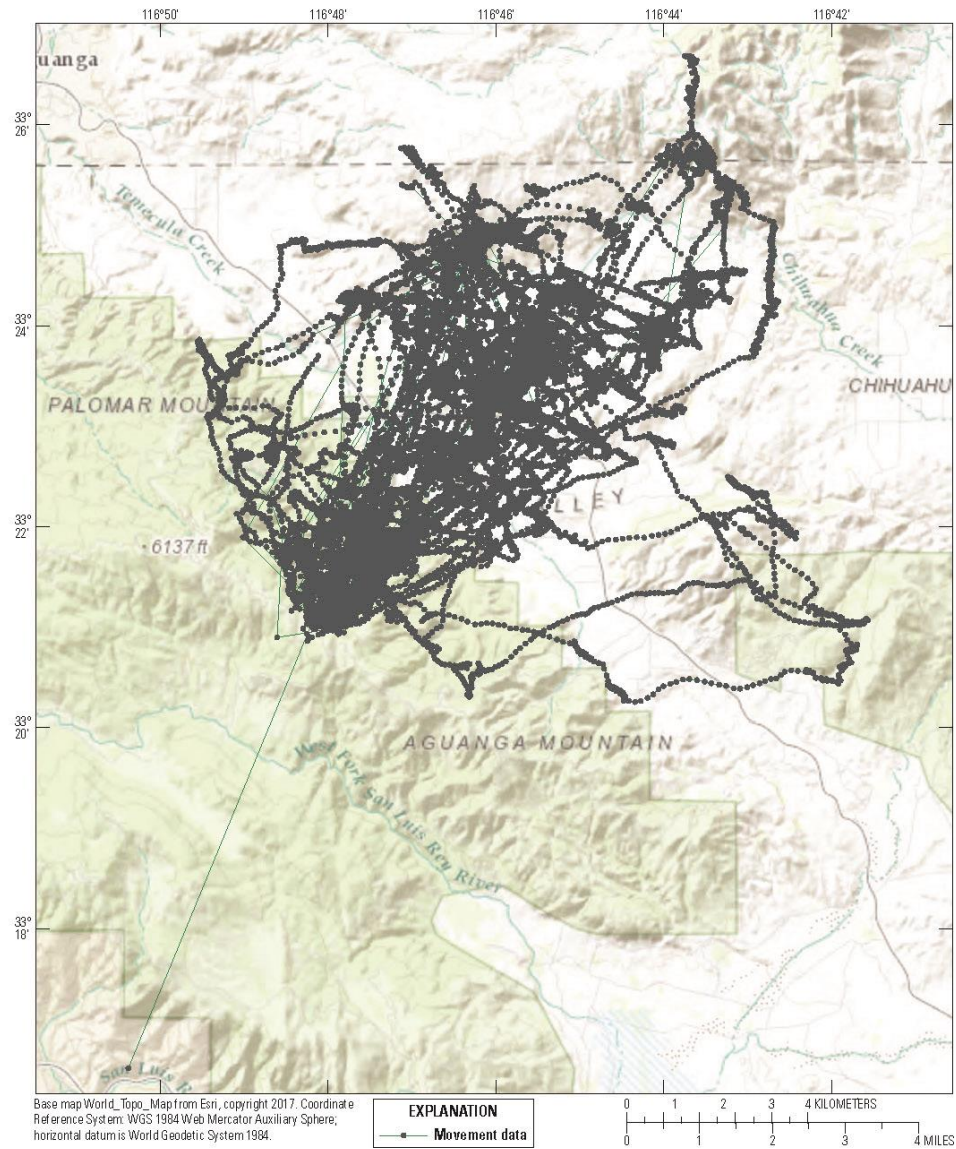 116°50' 116°48' 116°46' 116°44' 116°42'
uanga
33° 26'
Temecula Creek
Chihuahua Creek
33° 24'
CHIHUAHU
PALOMAR MOUNTAIN
LLEY
33° 22'
6137 ft
33° 20'
AGUANGA MOUNTAIN
West Fork San Luis Rey River
33° 18'
San Luis R
Base map World_Topo_Map from Esri, copyright 2017. Coordinate
Reference System: WGS 1984 Web Mercator Auxiliary Sphere;
horizontal datum is World Geodetic System 1984.
EXPLANATION
Movement data
0 1 2 3 4 KILOMETERS
0 1 2 3 4 MILES